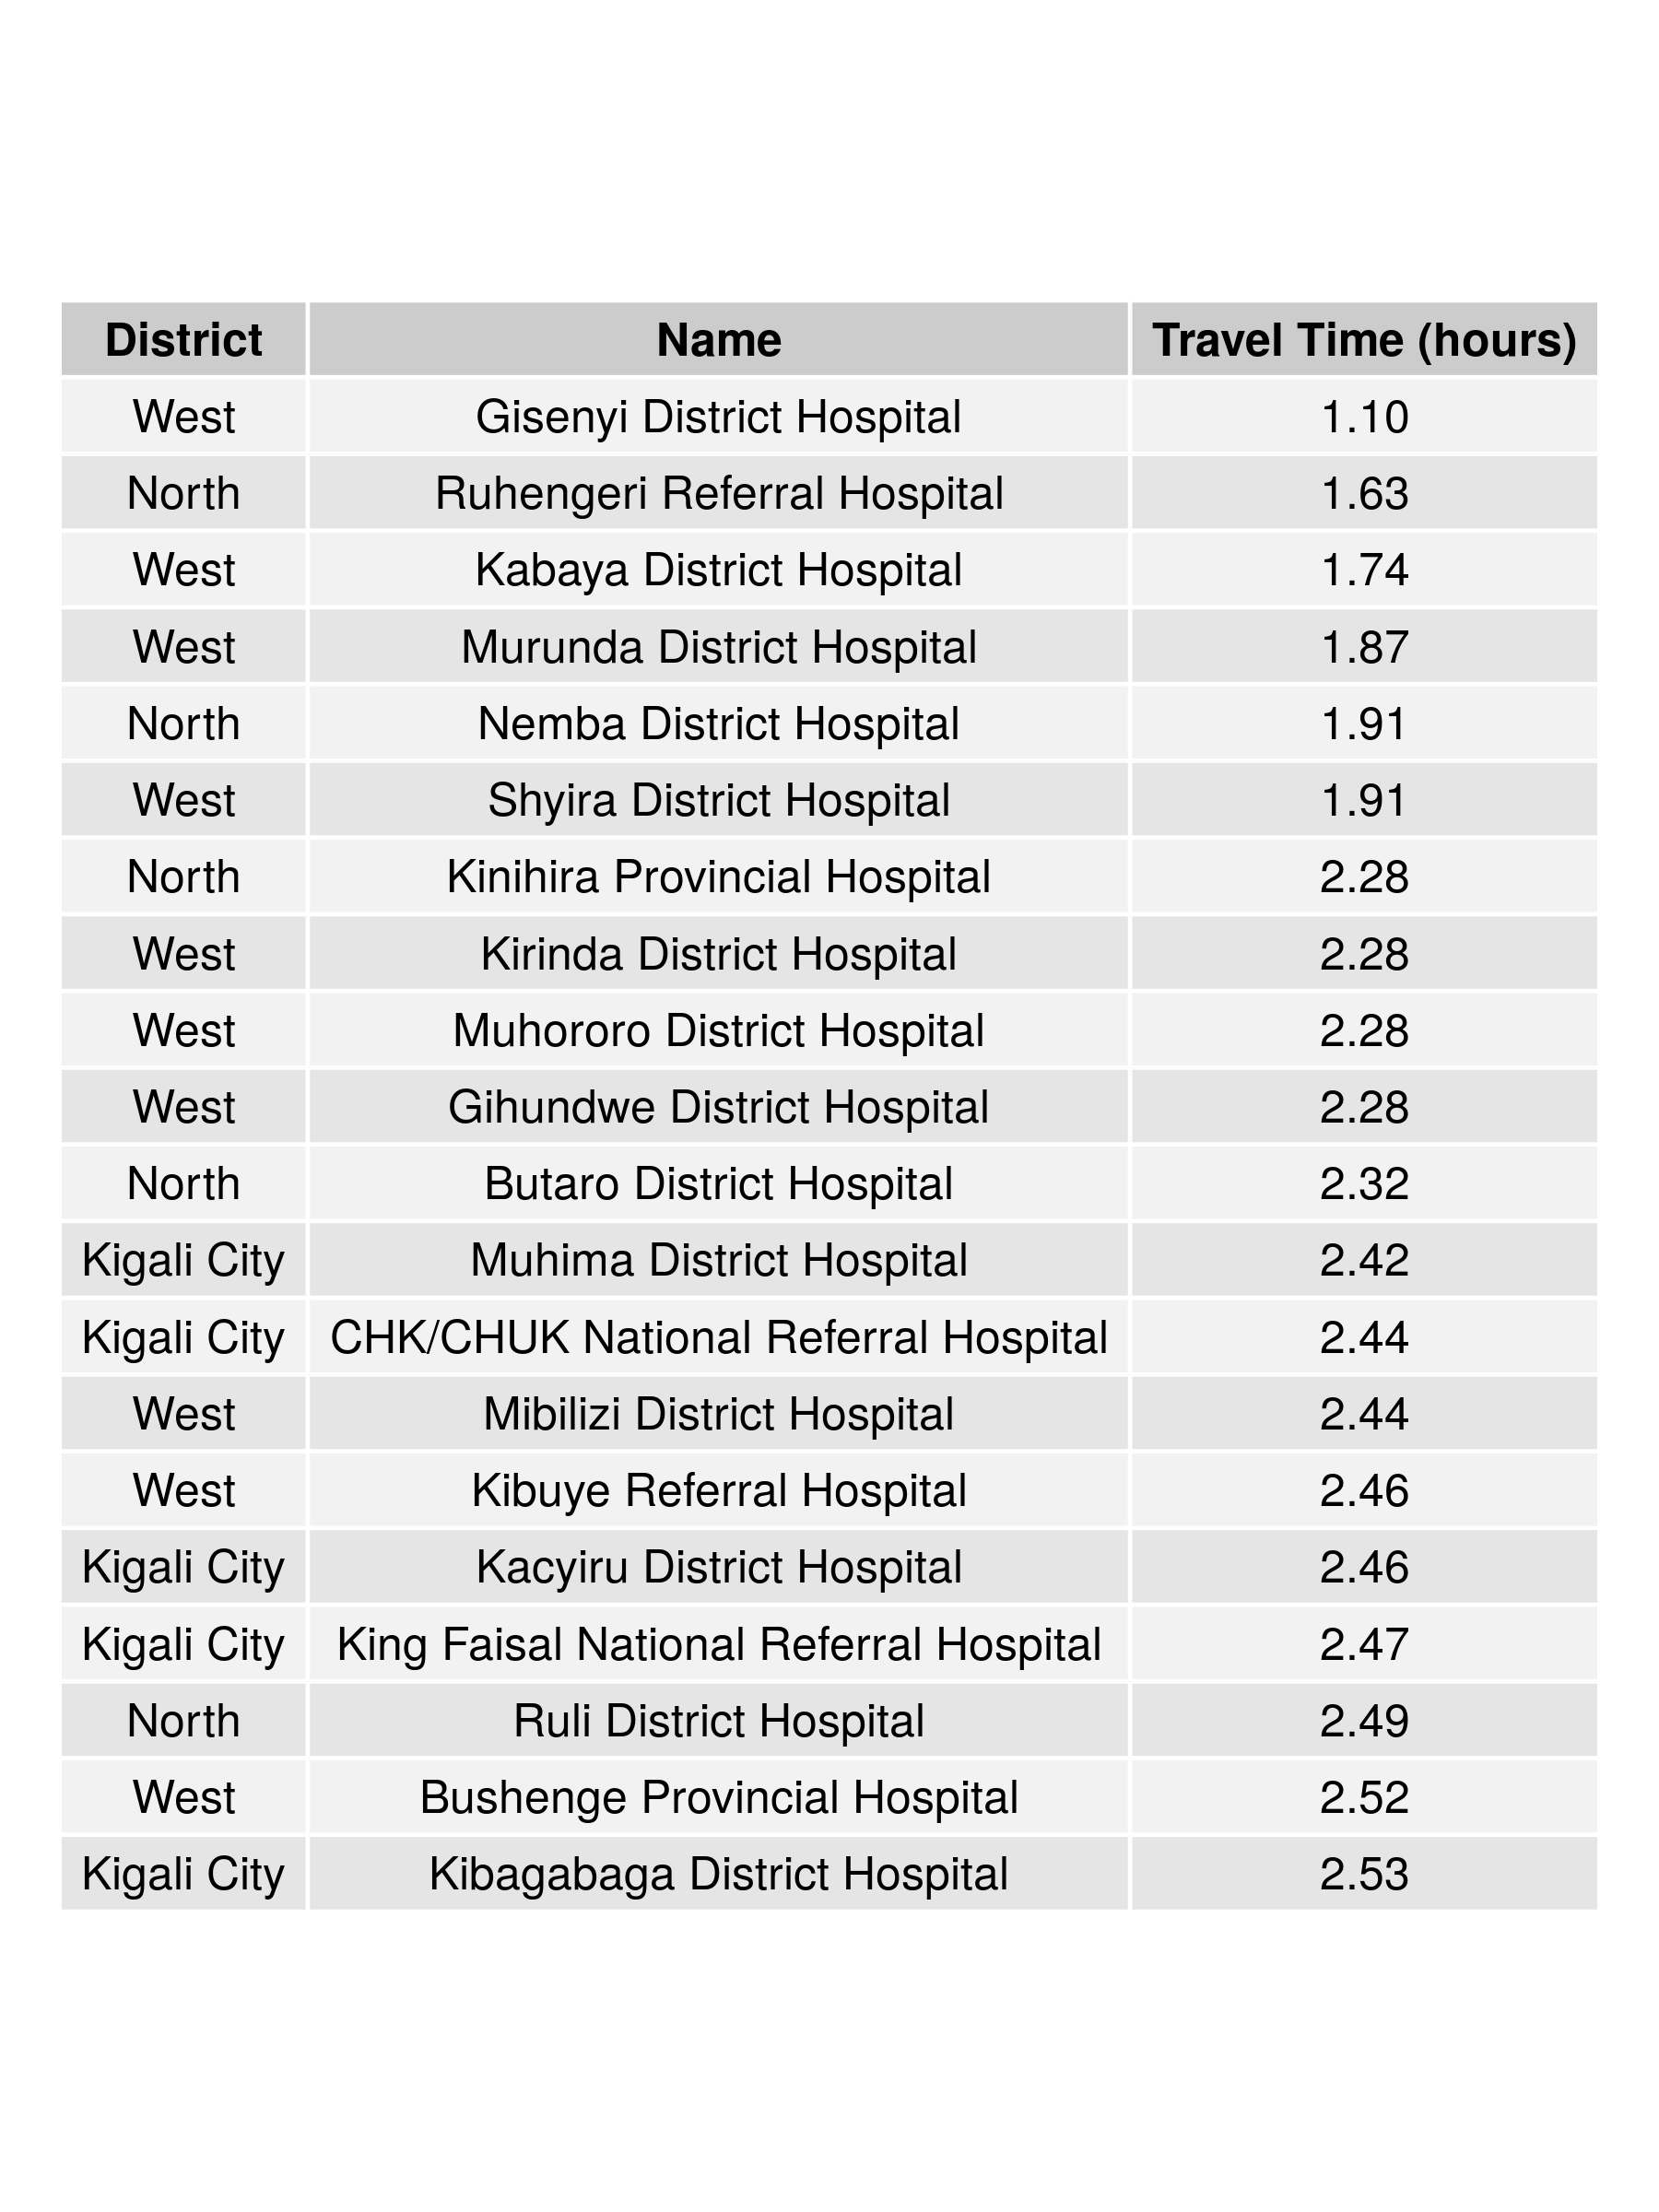 District Name Travel Time (hours)
West Gisenyi District Hospital 1.10
North Ruhengeri Referral Hospital 1.63
West Kabaya District Hospital 1.74
West Murunda District Hospital 1.87
North Nemba District Hospital 1.91
West Shyira District Hospital 1.91
North Kinihira Provincial Hospital 2.28
West Kirinda District Hospital 2.28
West Muhororo District Hospital 2.28
West Gihundwe District Hospital 2.28
North Butaro District Hospital 2.32
Kigali City Muhima District Hospital 2.42
Kigali City CHK/CHUK National Referral Hospital 2.44
West Mibilizi District Hospital 2.44
West Kibuye Referral Hospital 2.46
Kigali City Kacyiru District Hospital 2.46
Kigali City King Faisal National Referral Hospital 2.47
North Ruli District Hospital 2.49
West Bushenge Provincial Hospital 2.52
Kigali City Kibagabaga District Hospital 2.53